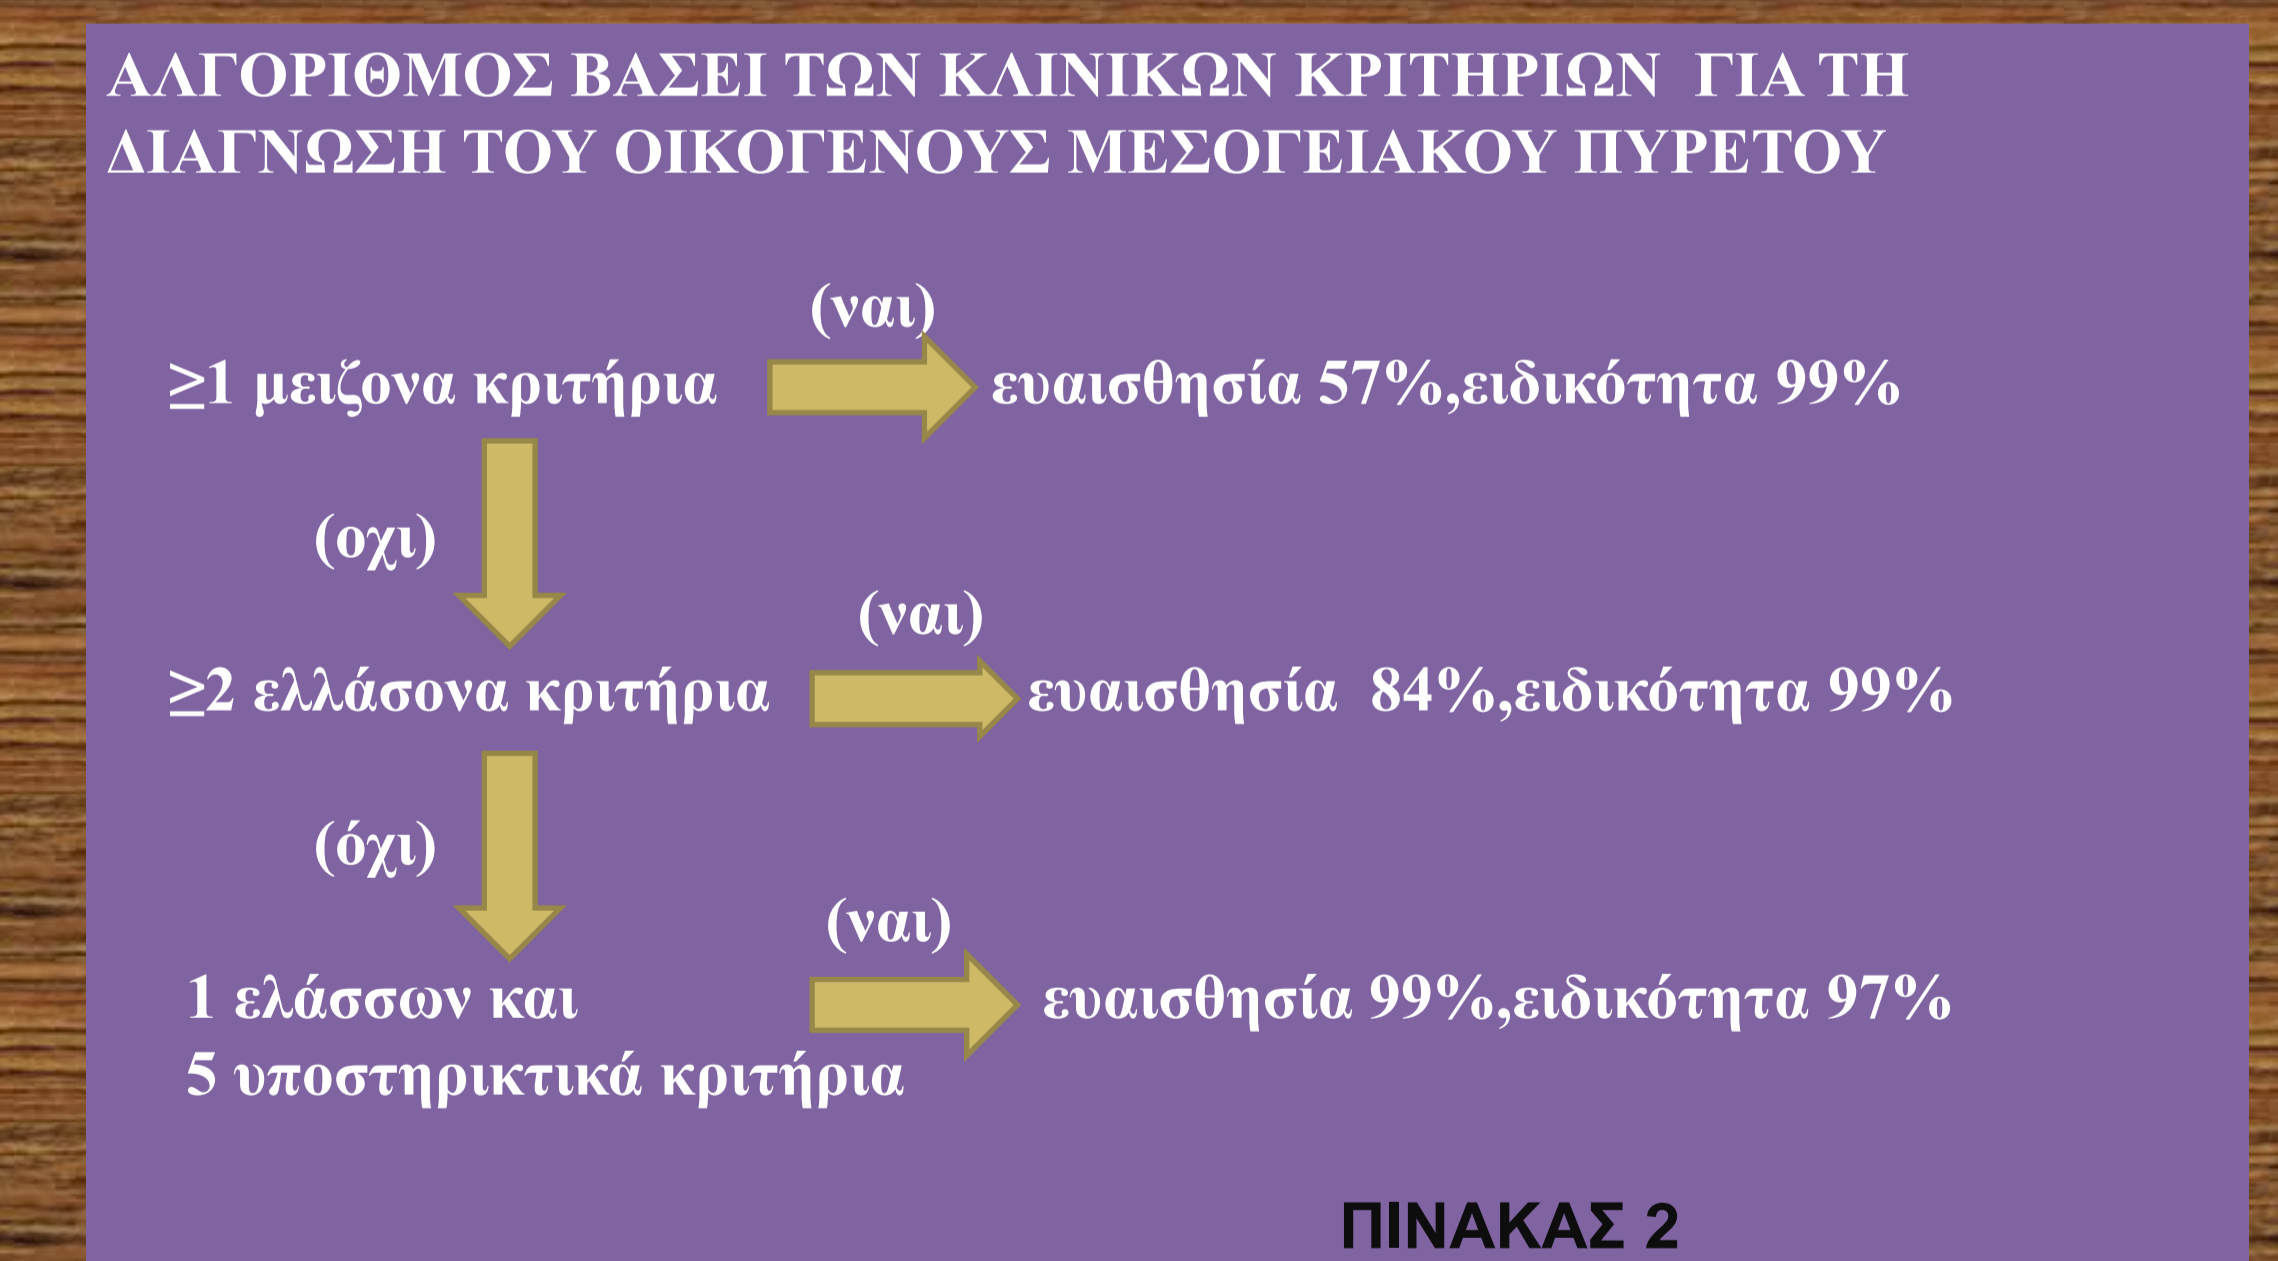 ΑΛΓΟΡΙΘΜΟΣ ΒΑΣΕΙ ΤΩΝ ΚΛΙΝΙΚΩΝ ΚΡΙΤΗΡΙΩΝ ΓΙΑ ΤΗ
ΔΙΑΓΝΩΣΗ ΤΟΥ ΟΙΚΟΓΕΝΟΥΣ ΜΕΣΟΓΕΙΑΚΟΥ ΠΥΡΕΤΟΥ
(ναι)
≥1 μειζονα κριτήρια ευαισθησία 57%,ειδικότητα 99%
(οχι)
(ναι)
≥2 ελλάσονα κριτήρια ευαισθησία 84%,ειδικότητα 99%
(όχι)
(ναι)
1 ελάσσων και ευαισθησία 99%,ειδικότητα 97%
5 υποστηρικτικά κριτήρια
ΠΙΝΑΚΑΣ 2